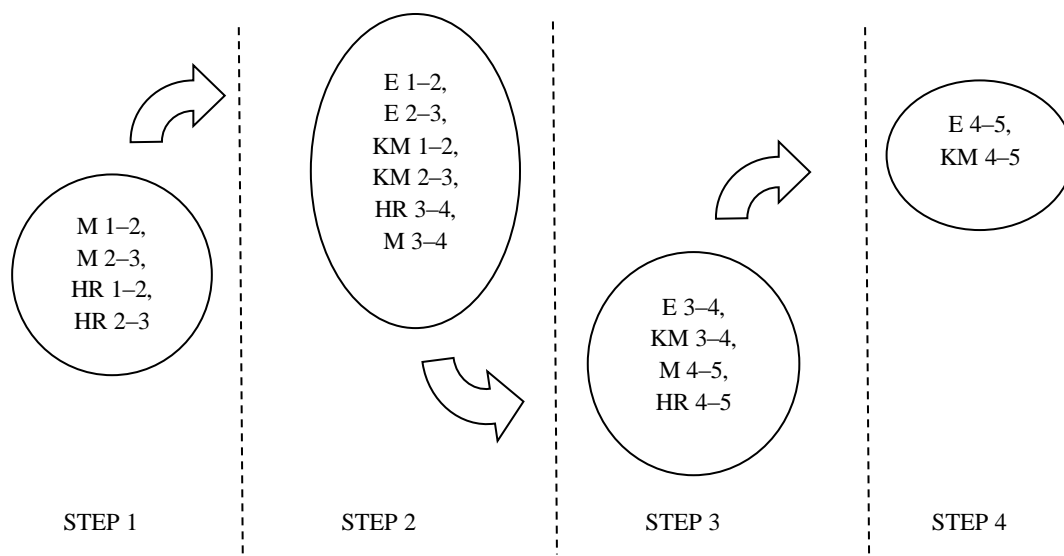 M 1–2,
M 2–3,
HR 1–2,
HR 2–3
E 1–2,
E 2–3,
KM 1–2,
KM 2–3,
HR 3–4,
M 3–4
E 3–4,
KM 3–4,
M 4–5,
HR 4–5
E 4–5,
KM 4–5
STEP 1
STEP 2
STEP 3
STEP 4